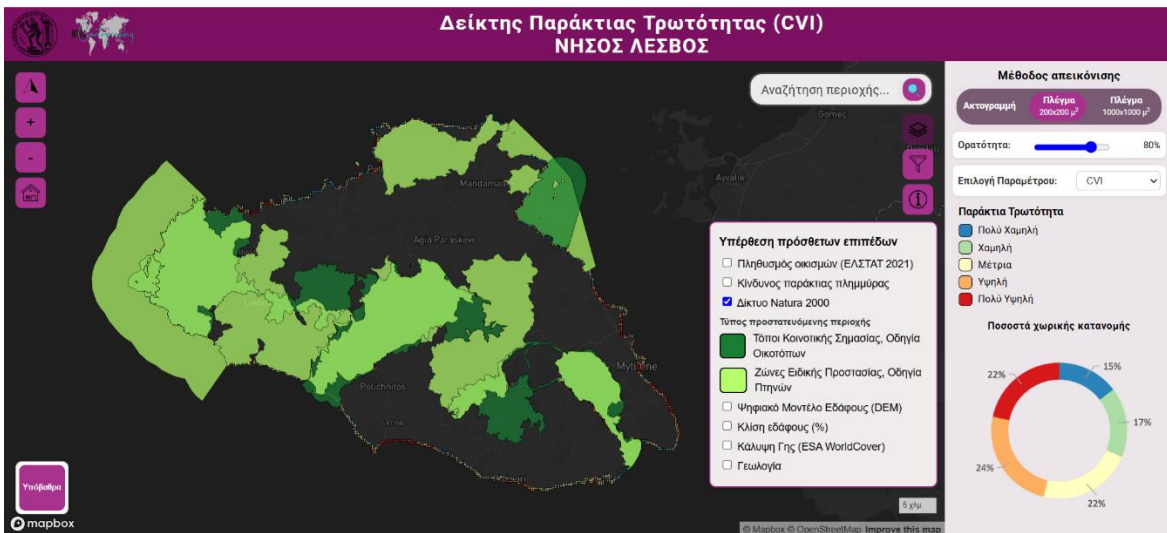 Δείκτης Παράκτιας Τρωτότητας (CVI)
ΝΗΣΟΣ ΛΕΣΒΟΣ
Αναζήτηση περιοχής...
+
-
Gömeç
Ayvalık
Mandamad
Agia Paraskevi
Mytilene
Polichnitos
Vrisa
Υπέρθεση πρόσθετων επιπέδων
Πληθυσμός οικισμών (ΕΛΣΤΑΤ 2021)
Κίνδυνος παράκτιας πλημμύρας
Δίκτυο Natura 2000
Τύπος προστατευόμενης περιοχής
Τόποι Κοινοτικής Σημασίας, Οδηγία
Οικοτόπων
Ζώνες Ειδικής Προστασίας, Οδηγία
Πτηνών
Ψηφιακό Μοντέλο Εδάφους (DEM)
Κλίση εδάφους (%)
Κάλυψη Γης (ESA WorldCover)
Γεωλογία
Υπόβαθρα
mapbox
5 χλμ.
© Mapbox © OpenStreetMap Improve this map
Μέθοδος απεικόνισης
Ακτογραμμή
Πλέγμα
200x200 μ²
Πλέγμα
1000x1000 μ²
Ορατότητα:
80%
Επιλογή Παραμέτρου:
CVI
Παράκτια Τρωτότητα
Πολύ Χαμηλή
Χαμηλή
Μέτρια
Υψηλή
Πολύ Υψηλή
Ποσοστά χωρικής κατανομής
15%
17%
22%
24%
22%